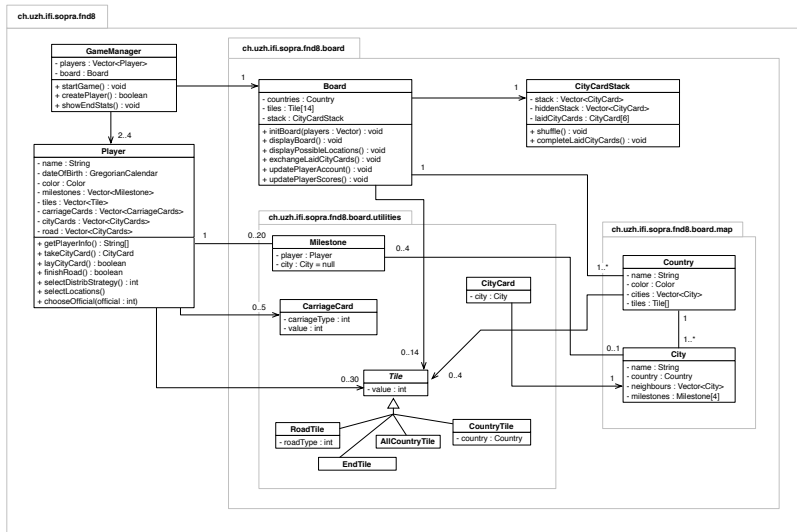 ch.uzh.ifi.sopra.fnd8
ch.uzh.ifi.sopra.fnd8.board
GameManager
- players : Vector<Player>
- board : Board
+ startGame() : void
+ createPlayer() : boolean
+ showEndStats() : void
1
2..4
Board
- countries : Country
- tiles : Tile[14]
- stack : CityCardStack
+ initBoard(players : Vector) : void
+ displayBoard() : void
+ displayPossibleLocations() : void
+ exchangeLaidCityCards() : void
+ updatePlayerAccount() : void
+ updatePlayerScores() : void
1
1
CityCardStack
- stack : Vector<CityCard>
- hiddenStack : Vector<CityCard>
- laidCityCards : CityCard[6]
+ shuffle() : void
+ completeLaidCityCards() : void
Player
- name : String
- dateOfBirth : GregorianCalendar
- color : Color
- milestones : Vector<Milestone>
- tiles : Vector<Tile>
- carriageCards : Vector<CarriageCards>
- cityCards : Vector<CityCards>
- road : Vector<CityCards>
+ getPlayerInfo() : String[]
+ takeCityCard() : CityCard
+ layCityCard() : boolean
+ finishRoad() : boolean
+ selectDistribStrategy() : int
+ selectLocations()
+ chooseOfficial(official : int)
ch.uzh.ifi.sopra.fnd8.board.utilities
1
0..20
Milestone
- player : Player
- city : City = null
0..4
CityCard
- city : City
0..5
CarriageCard
- carriageType : int
- value : int
0..14
0..30
Tile
- value : int
0..4
RoadTile
- roadType : int
AllCountryTile
CountryTile
- country : Country
EndTile
ch.uzh.ifi.sopra.fnd8.board.map
1..*
Country
- name : String
- color : Color
- cities : Vector<City>
- tiles : Tile[]
1
1..*
0..1
1
City
- name : String
- country : Country
- neighbours : Vector<City>
- milestones : Milestone[4]